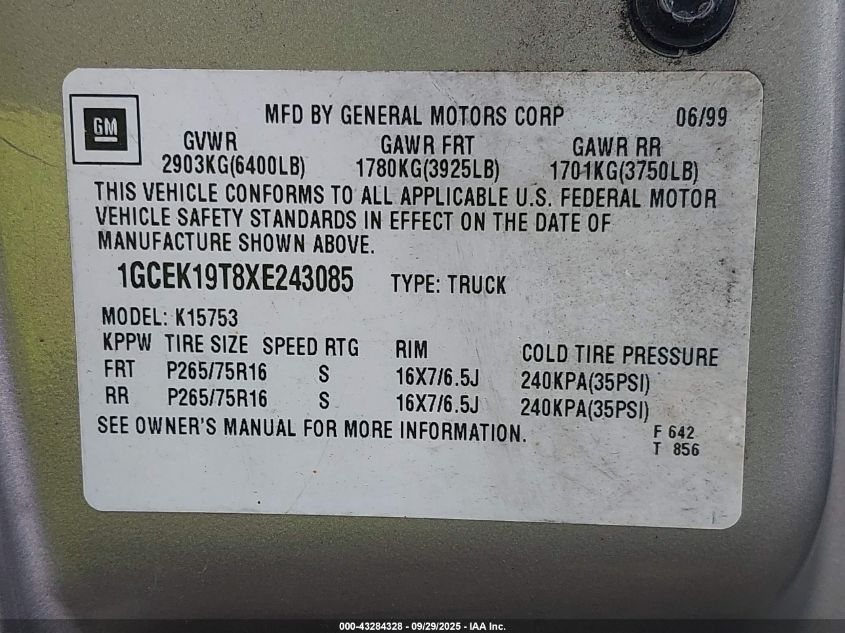 GM
MFD BY GENERAL MOTORS CORP 06/99
GVWR GAWR FRT GAWR RR
2903KG(6400LB) 1780KG(3925LB) 1701KG(3750LB)
THIS VEHICLE CONFORMS TO ALL APPLICABLE U.S. FEDERAL MOTOR
VEHICLE SAFETY STANDARDS IN EFFECT ON THE DATE OF
MANUFACTURE SHOWN ABOVE.
1GCEK19T8XE243085 TYPE: TRUCK
MODEL: K15753
KPPW TIRE SIZE SPEED RTG RIM COLD TIRE PRESSURE
FRT P265/75R16 S 16X7/6.5J 240KPA(35PSI)
RR P265/75R16 S 16X7/6.5J 240KPA(35PSI)
SEE OWNER'S MANUAL FOR MORE INFORMATION.
F 642
T 856
000-43284328 - 09/29/2025 - IAA Inc.